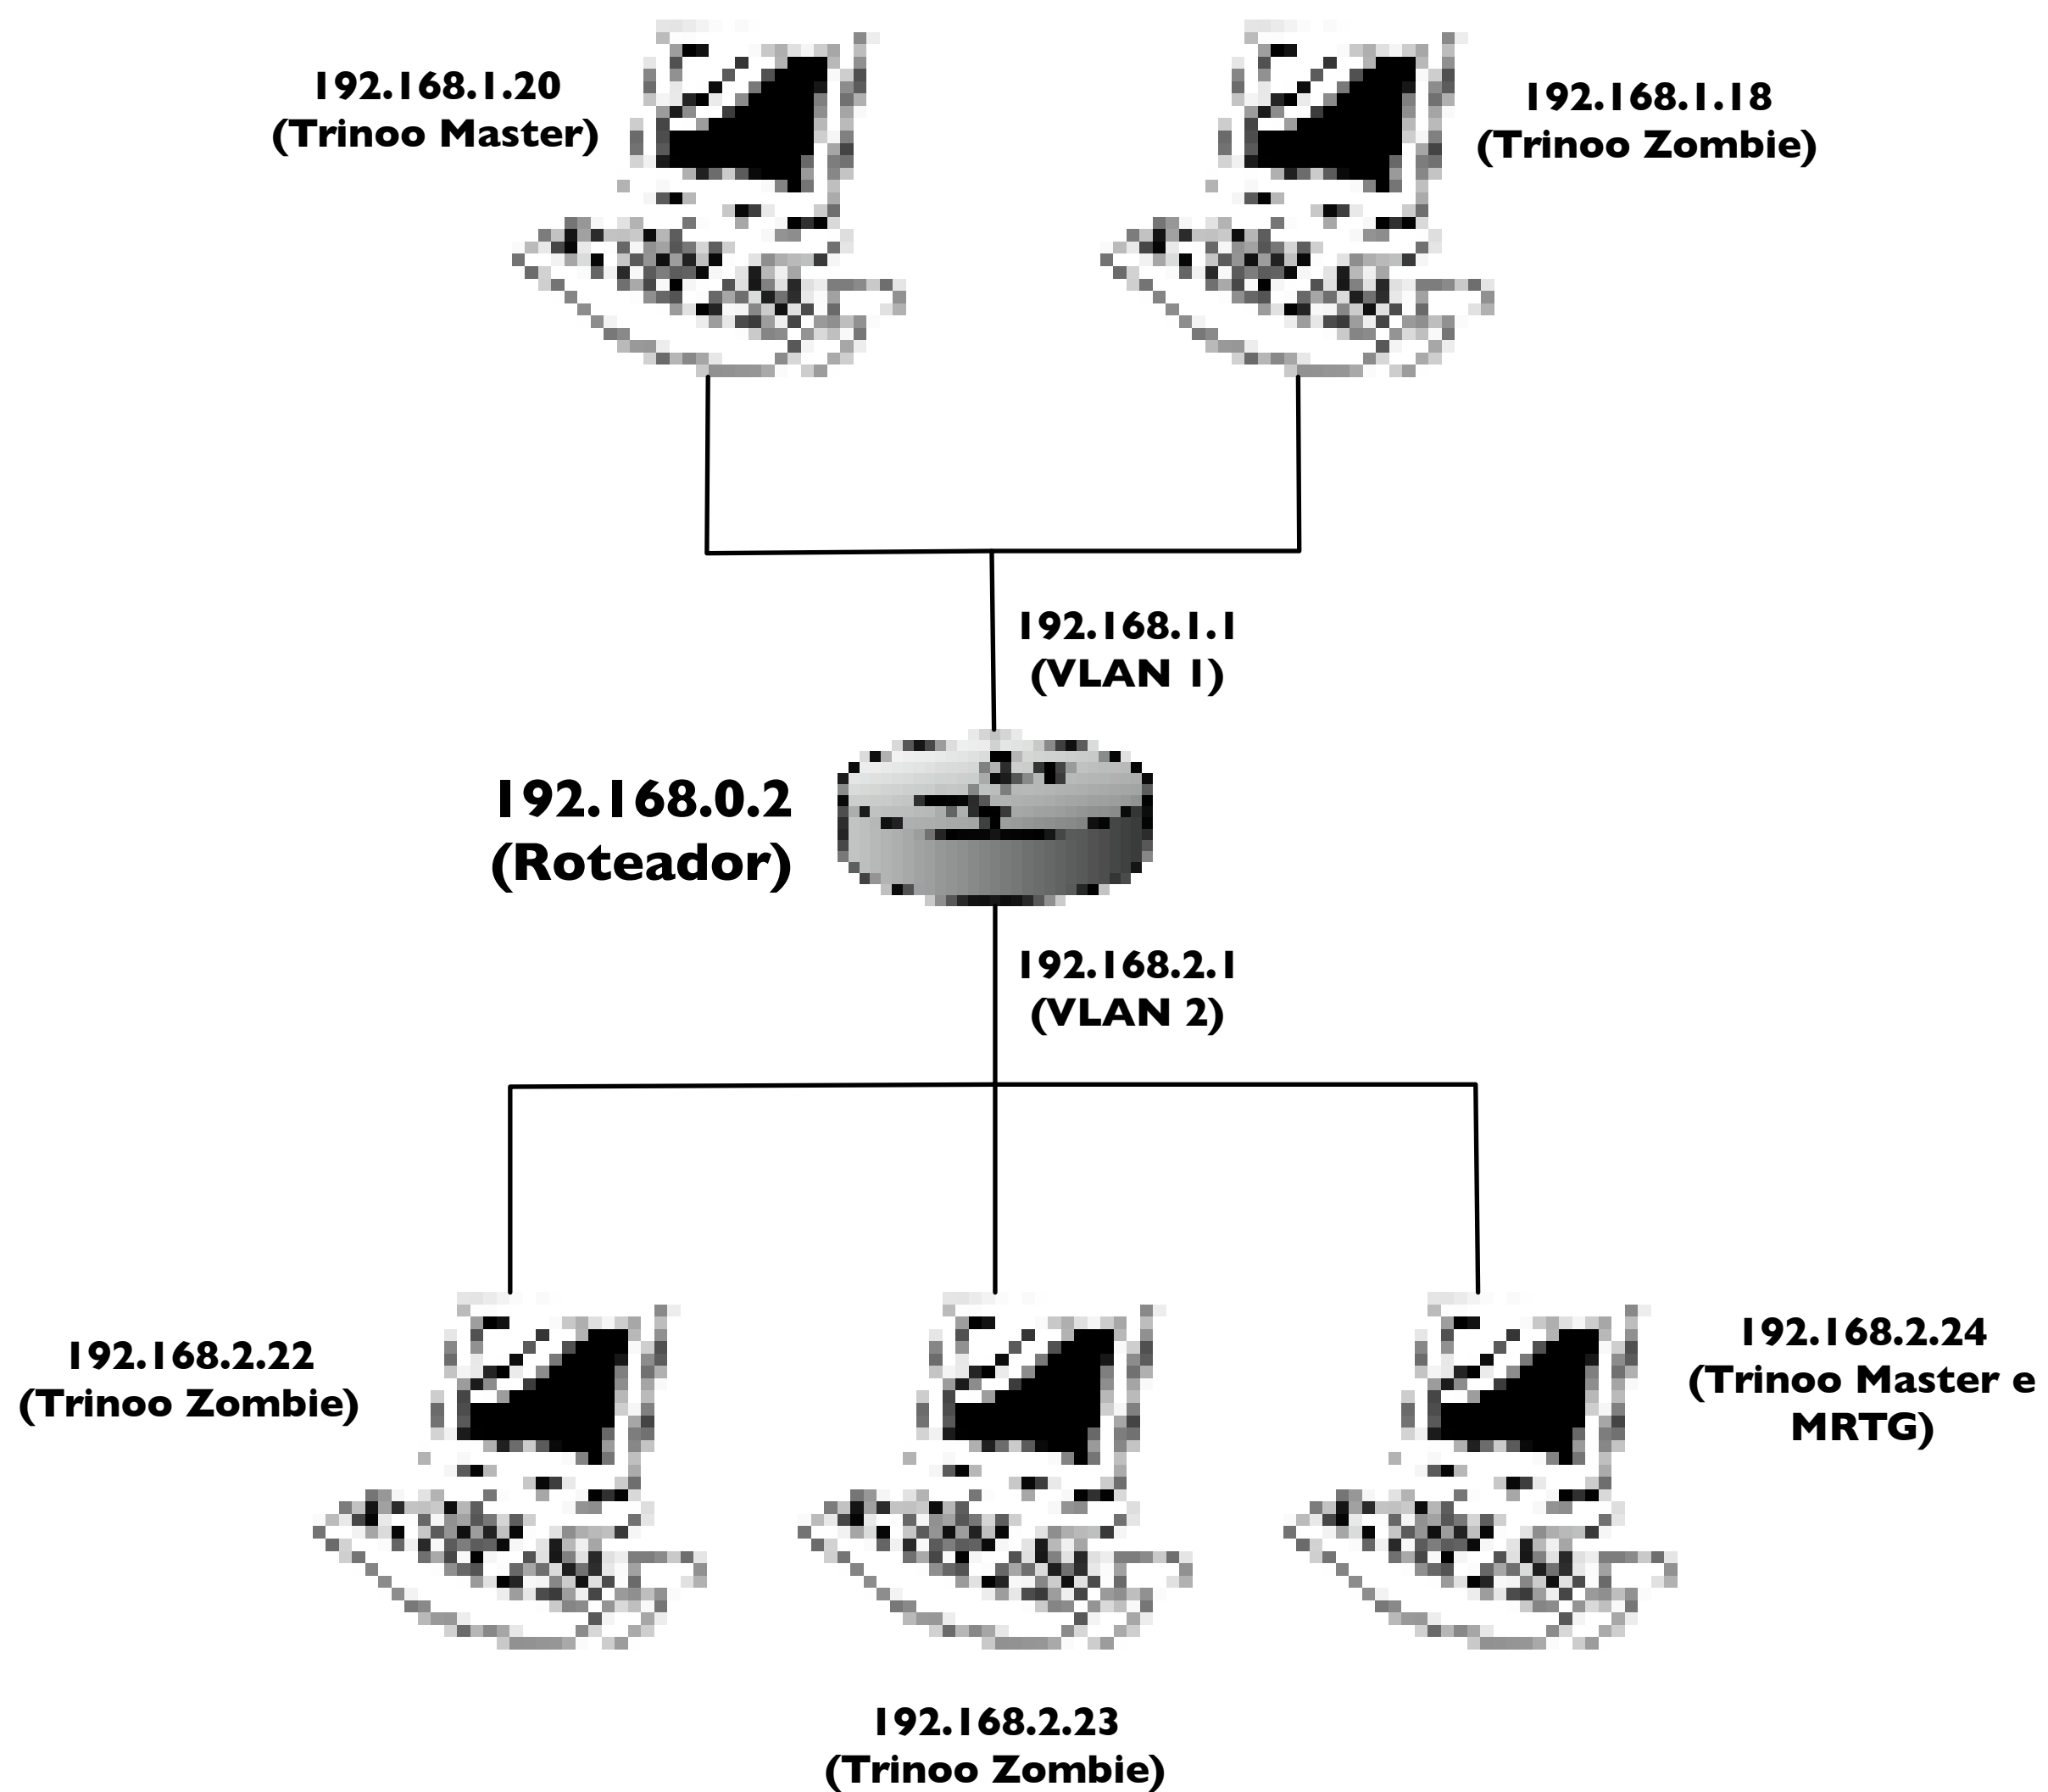 192.168.1.20
(Trinoo Master)
192.168.1.18
(Trinoo Zombie)
192.168.1.1
(VLAN 1)
192.168.0.2
(Roteador)
192.168.2.1
(VLAN 2)
192.168.2.22
(Trinoo Zombie)
192.168.2.24
(Trinoo Master e
MRTG)
192.168.2.23
(Trinoo Zombie)